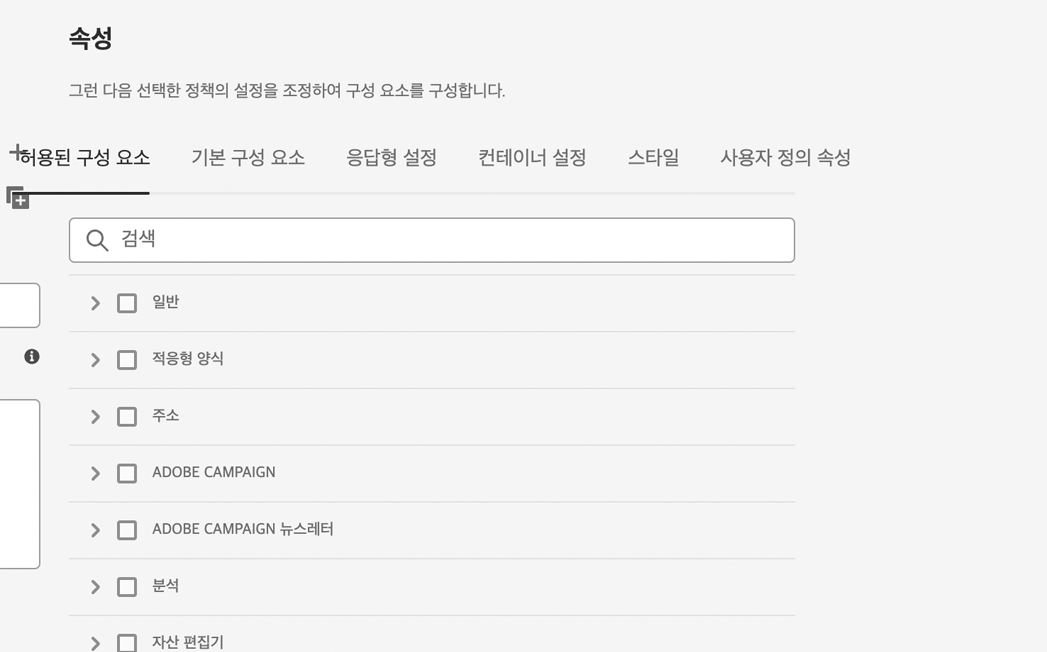 속성
그런 다음 선택한 정책의 설정을 조정하여 구성 요소를 구성합니다.
허용된 구성 요소 기본 구성 요소 응답형 설정 컨테이너 설정 스타일 사용자 정의 속성
검색
일반
적응형 양식
주소
ADOBE CAMPAIGN
ADOBE CAMPAIGN 뉴스레터
분석
자산 편집기